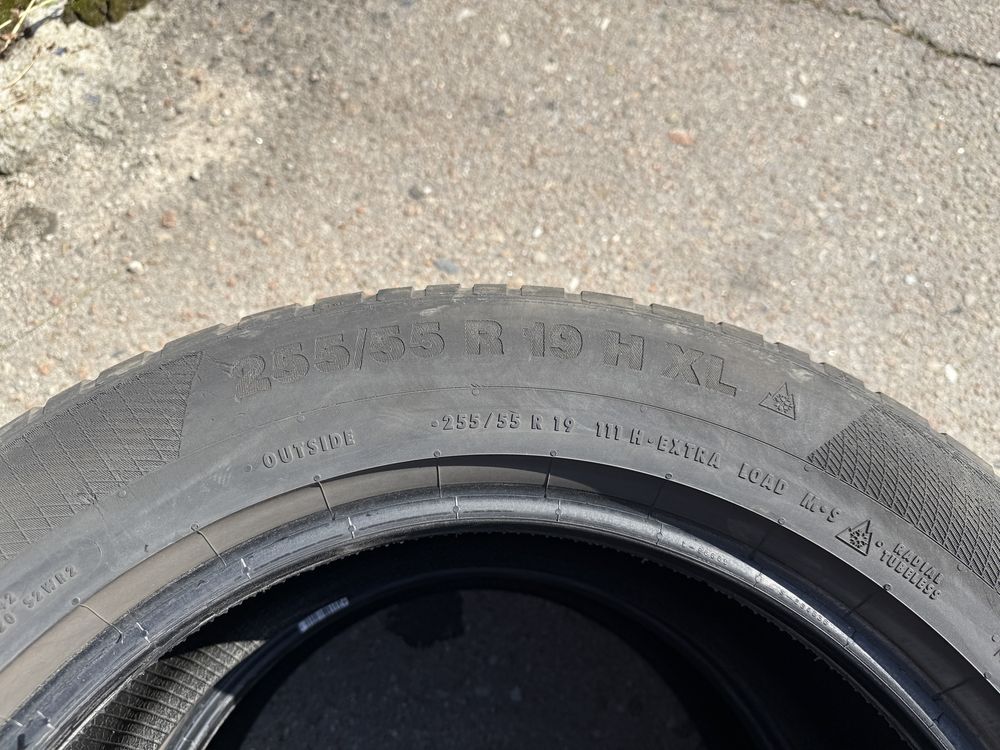 255/55 R 19 H XL
OUTSIDE
255/55 R 19 111 H•EXTRA LOAD M•S
RADIAL
TUBELESS